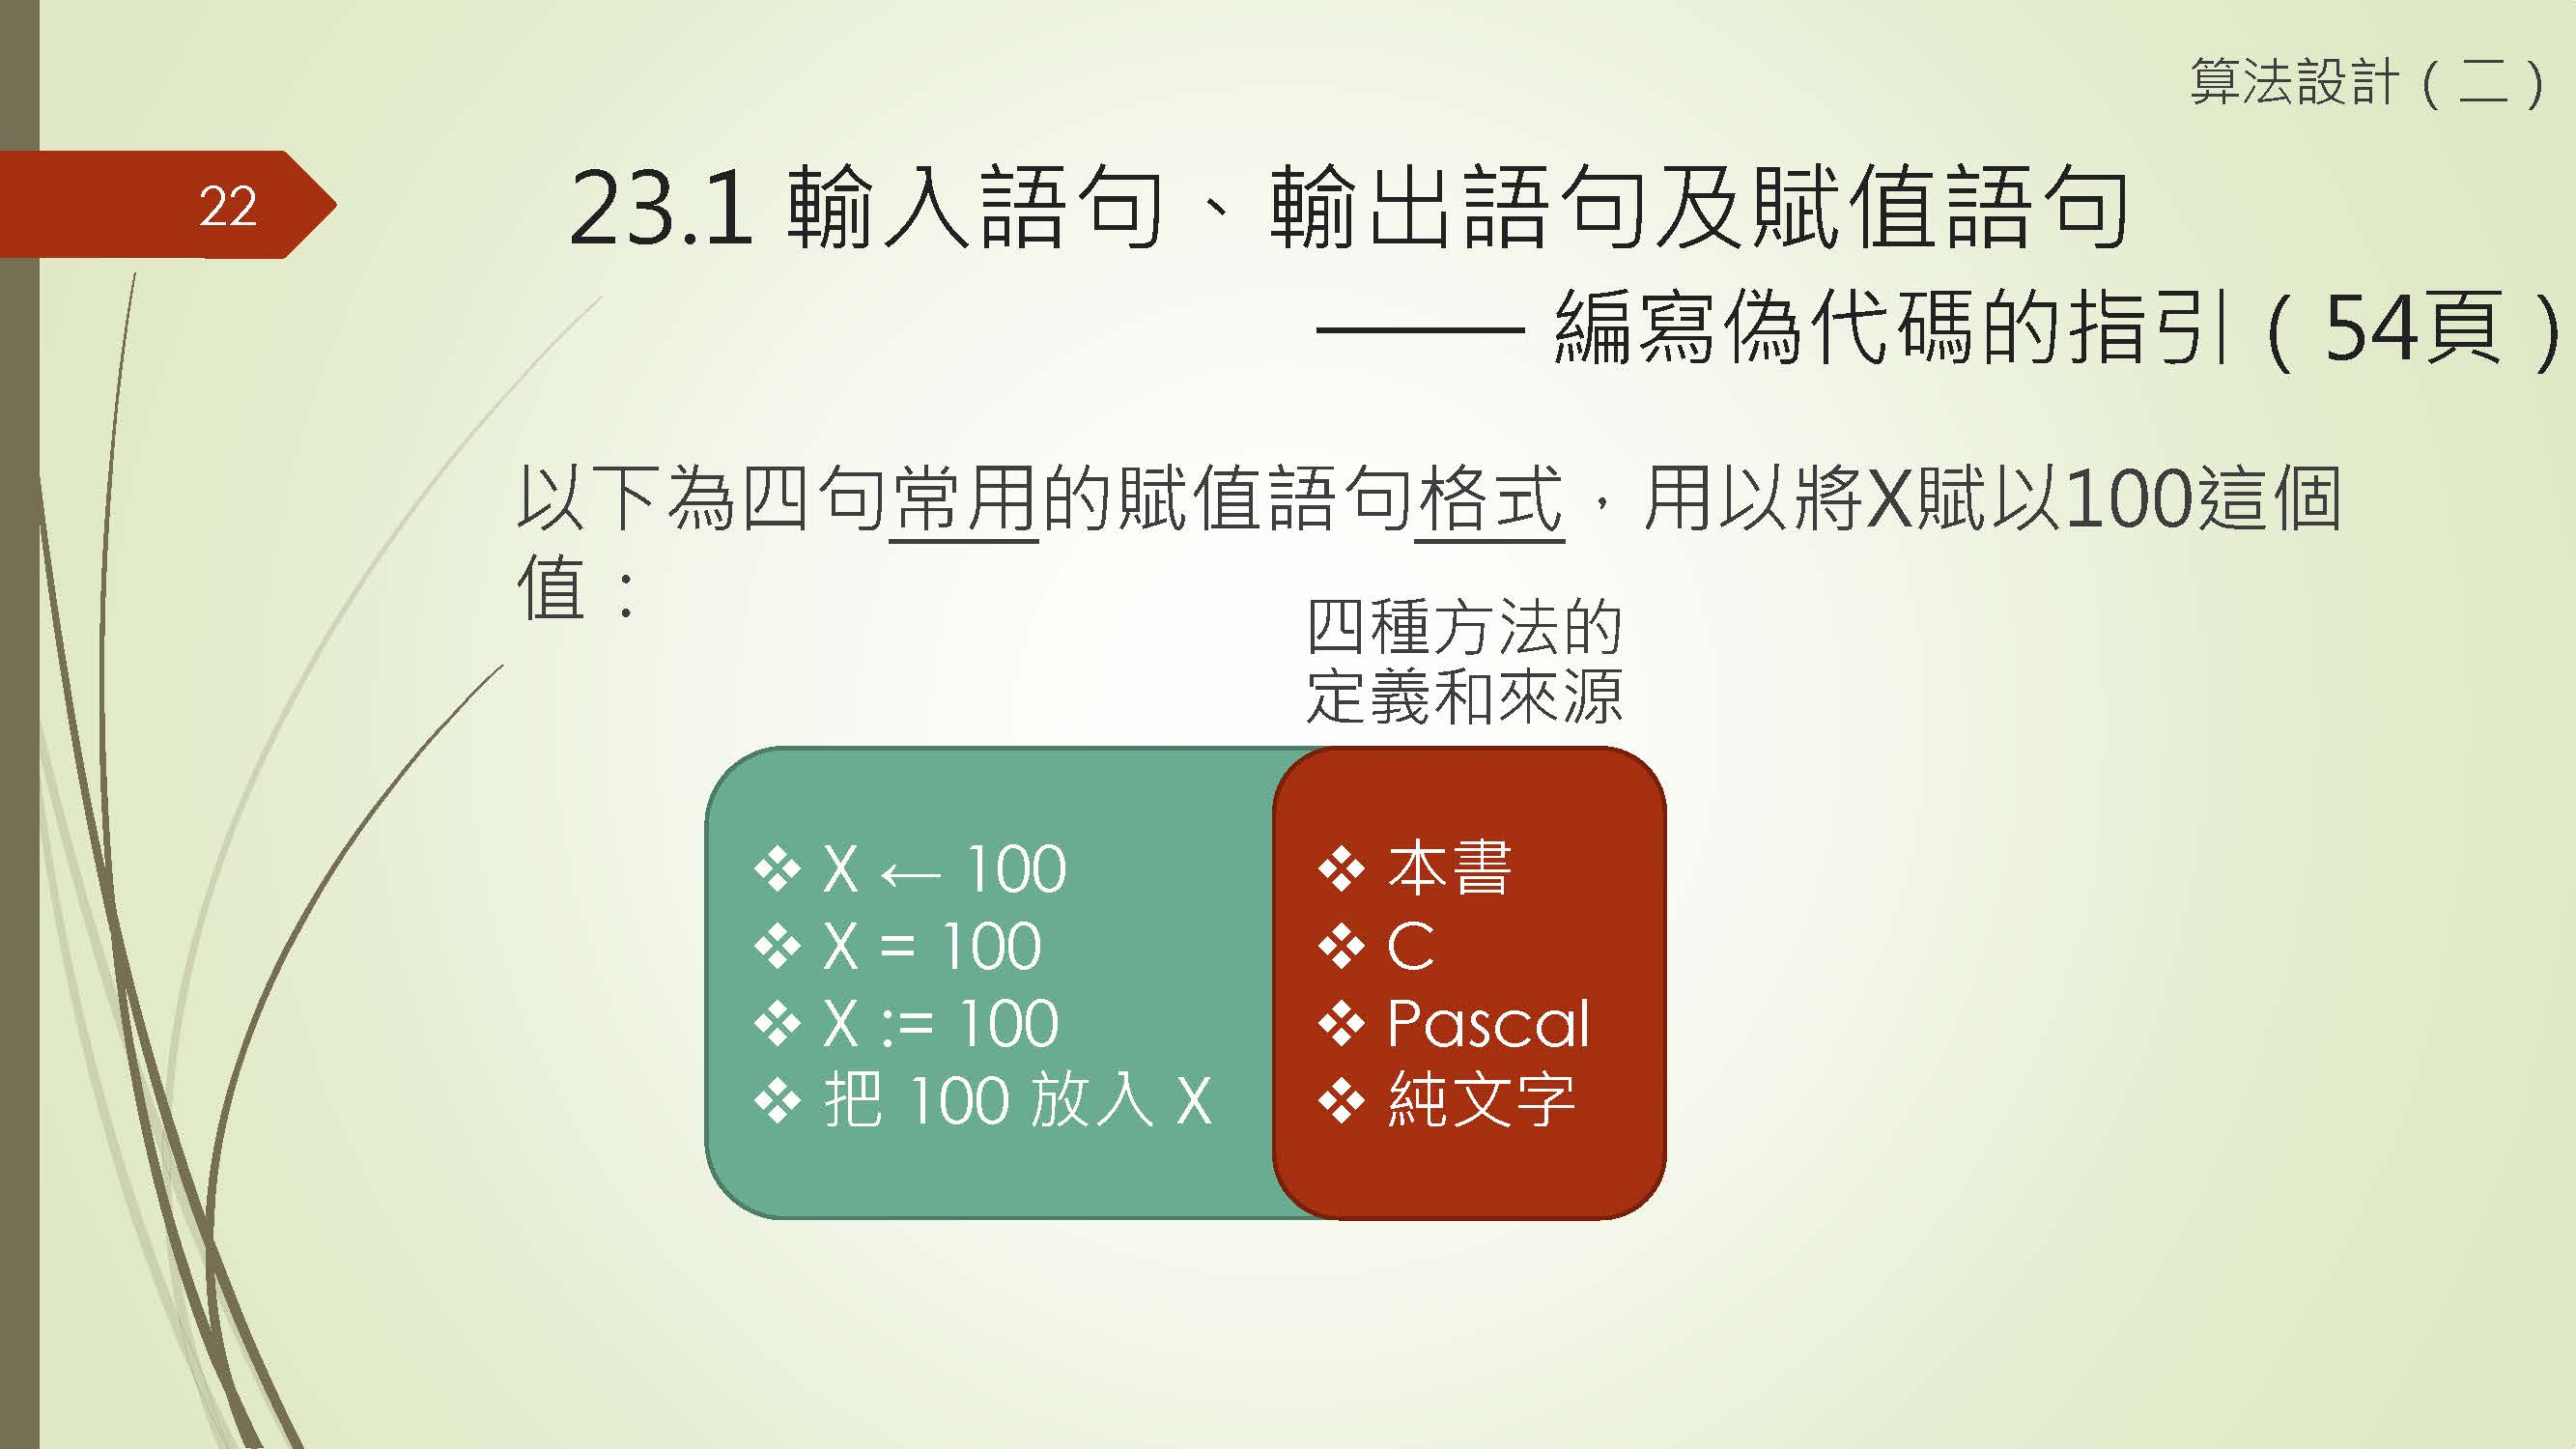 算法設計（二）
22
23.1 輸入語句、輸出語句及賦值語句
—— 編寫偽代碼的指引（54頁）
以下為四句常用的賦值語句格式，用以將X賦以100這個
值：
四種方法的
定義和來源
❖ X ← 100
❖ X = 100
❖ X := 100
❖ 把 100 放入 X
❖ 本書
❖ C
❖ Pascal
❖ 純文字